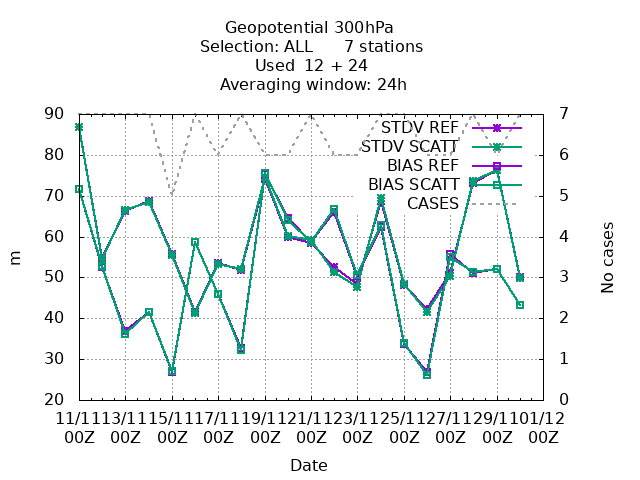 Geopotential 300hPa
Selection: ALL 7 stations
Used 12 + 24
Averaging window: 24h
90
80
70
60
50
40
30
20
m
7
6
5
4
3
2
1
0
No cases
STDV REF
STDV SCATT
BIAS REF
BIAS SCATT
CASES
11/11 13/11 15/11 17/11 19/11 21/11 23/11 25/11 27/11 29/11 01/12
00Z 00Z 00Z 00Z 00Z 00Z 00Z 00Z 00Z 00Z 00Z
Date